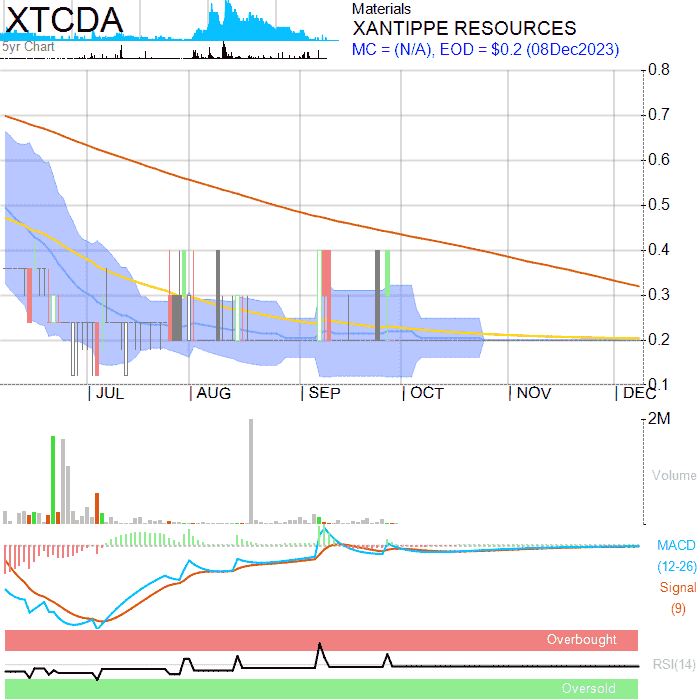 XTCDA
5yr Chart
Materials
XANTIPPE RESOURCES
MC = (N/A), EOD = $0.2 (08Dec2023)
0.8
0.7
0.6
0.5
0.4
0.3
0.2
0.1
JUL AUG SEP OCT NOV DEC
2M
Volume
MACD
(12-26)
Signal
(9)
Overbought
RSI(14)
Oversold